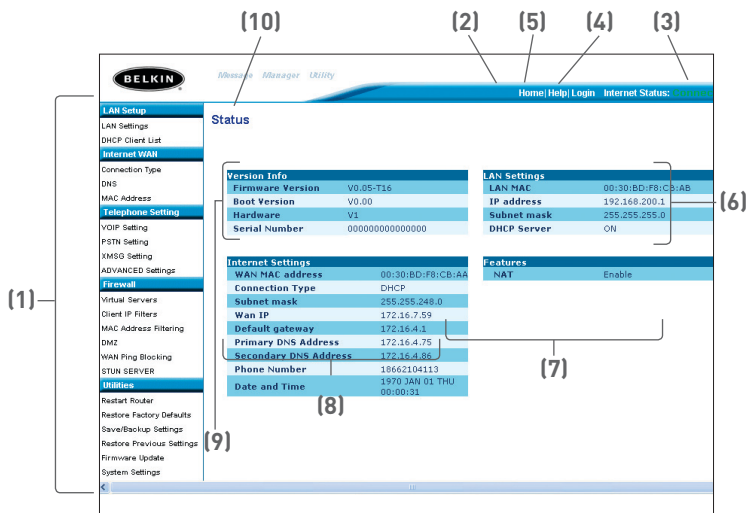 (10) (2) (5) (4) (3)
BELKIN Message Manager Utility
Home|Help|Login Internet Status:
(1)
LAN Setup
LAN Settings
DHCP Client List
Internet WAN
Connection Type
DNS
MAC Address
Telephone Setting
VOIP Setting
PSTN Setting
XMSG Setting
ADVANCED Settings
Firewall
Virtual Servers
Client IP Filters
MAC Address Filtering
DMZ
WAN Ping Blocking
STUN SERVER
Utilities
Restart Router
Restore Factory Defaults
Save/Backup Settings
Restore Previous Settings
Firmware Update
System Settings
Status
Version Info
Firmware Version V0.05-T16
Boot Version V0.00
Hardware V1
Serial Number 000000000000000
(9)
LAN Settings
LAN MAC 00:30:BD:F8:CB:AB
IP address 192.168.200.1
Subnet mask 255.255.255.0
DHCP Server ON
(6)
Internet Settings
WAN MAC address 00:30:BD:F8:CB:AA
Connection Type DHCP
Subnet mask 255.255.248.0
Wan IP 172.16.7.59
Default gateway 172.16.4.1
Primary DNS Address 172.16.4.75
Secondary DNS Address 172.16.4.86
Phone Number 18662104113
Date and Time 1970 JAN 01 THU
00:00:31
(8)
Features
NAT Enable
(7)